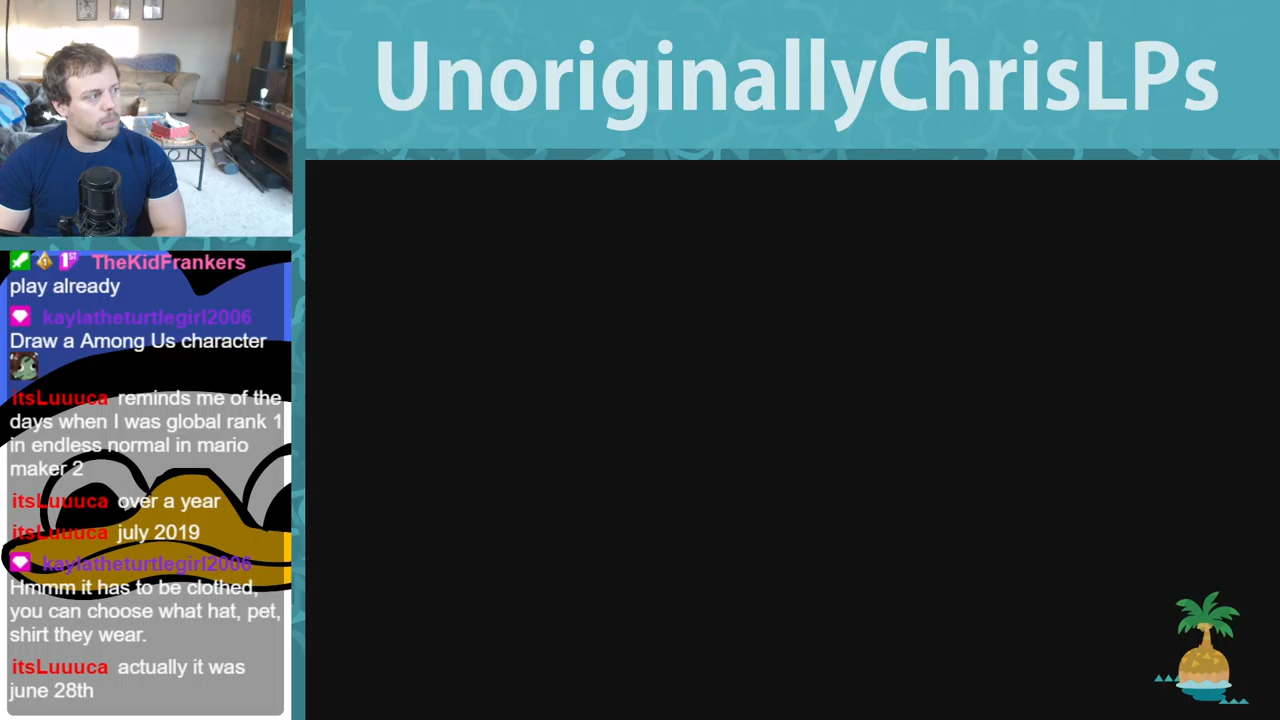 UnoriginallyChrisLPs
1ST TheKidFrankers
play already
kaylatheturtlegirl2006
Draw a Among Us character
itsLuuuca reminds me of the
days when I was global rank 1
in endless normal in mario
maker 2
itsLuuuca over a year
itsLuuuca july 2019
kaylatheturtlegirl2006
Hmmm it has to be clothed,
you can choose what hat, pet,
shirt they wear.
itsLuuuca actually it was
june 28th